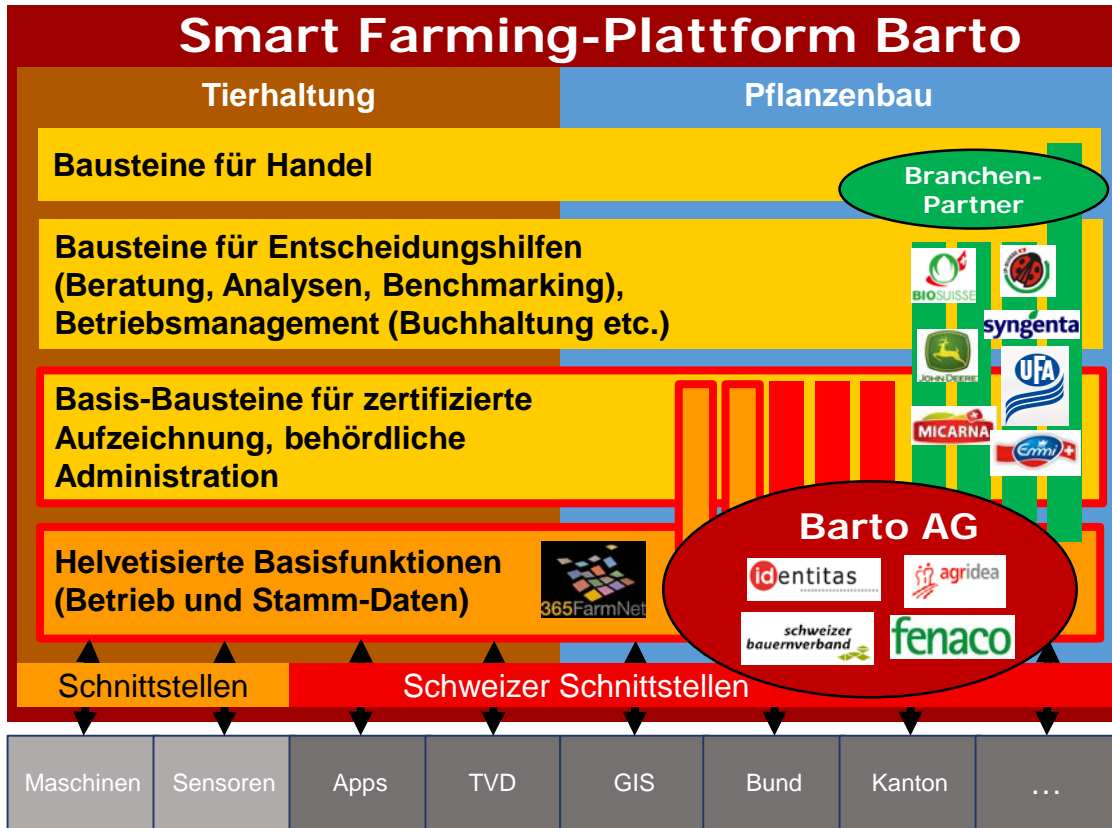 Smart Farming-Plattform Barto
Tierhaltung
Pflanzenbau
Bausteine für Handel
Branchen-
Partner
Bausteine für Entscheidungshilfen
(Beratung, Analysen, Benchmarking),
Betriebsmanagement (Buchhaltung etc.)
BIOSUISSE
syngenta
JOHN DEERE
UFA
MICARNA
Emmi
Basis-Bausteine für zertifizierte
Aufzeichnung, behördliche
Administration
Helvetisierte Basisfunktionen
(Betrieb und Stamm-Daten)
365FarmNet
Barto AG
identitas
agridea
schweizer
bauernverband
fenaco
Schnittstellen
Schweizer Schnittstellen
Maschinen
Sensoren
Apps
TVD
GIS
Bund
Kanton
...